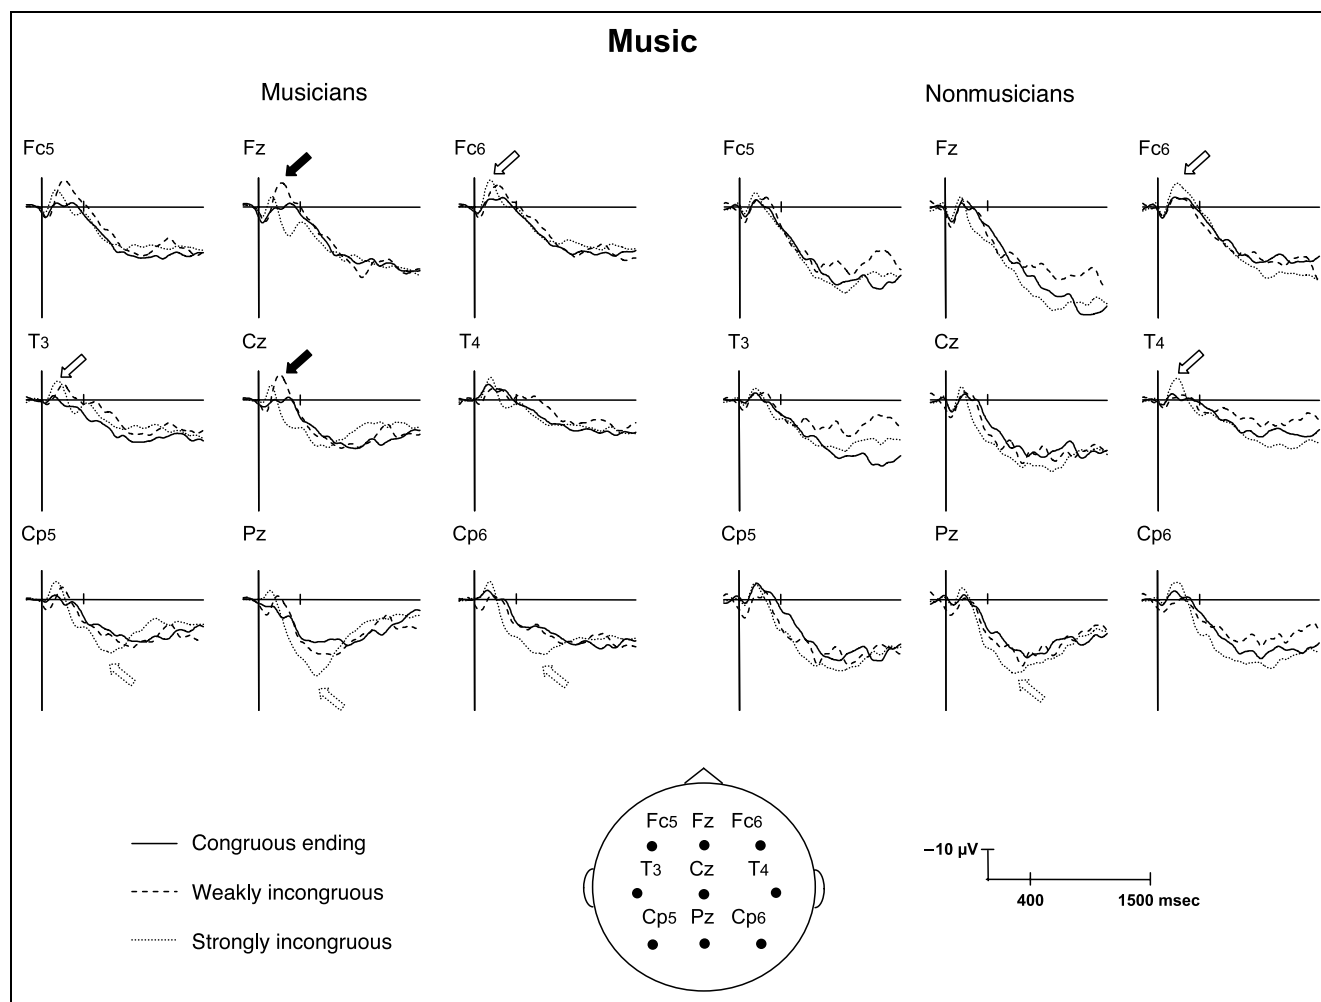 Music
Musicians Nonmusicians
Fc5 Fz Fc6 Fc5 Fz Fc6
T3 Cz T4 T3 Cz T4
Cp5 Pz Cp6 Cp5 Pz Cp6
Fc5 Fz Fc6
T3 Cz T4
Cp5 Pz Cp6
Congruous ending
Weakly incongruous
Strongly incongruous
–10 µV
400 1500 msec